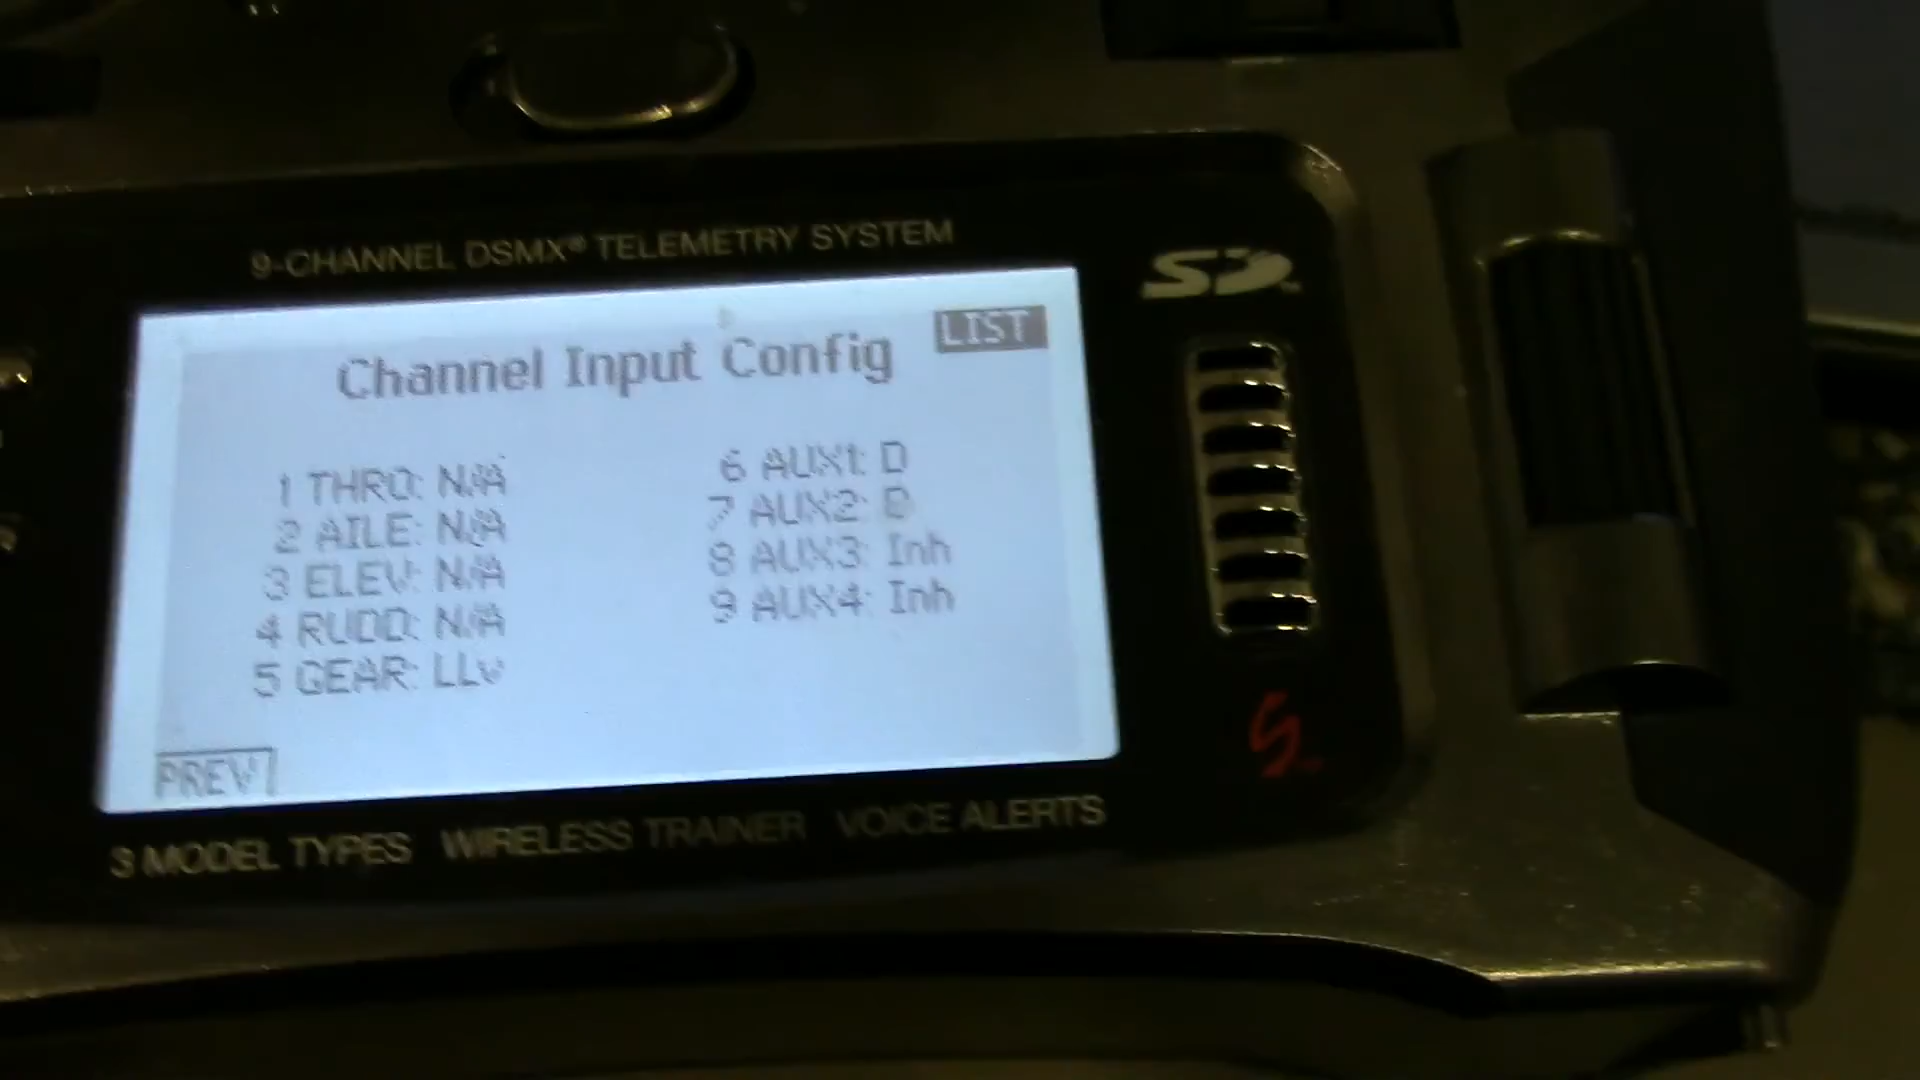 9-CHANNEL DSMX® TELEMETRY SYSTEM
SD
LIST
Channel Input Config
1 THRO: N/A
2 AILE: N/A
3 ELEV: N/A
4 RUDD: N/A
5 GEAR: LLv
6 AUX1: D
7 AUX2: D
8 AUX3: Inh
9 AUX4: Inh
PREV
3 MODEL TYPES WIRELESS TRAINER VOICE ALERTS